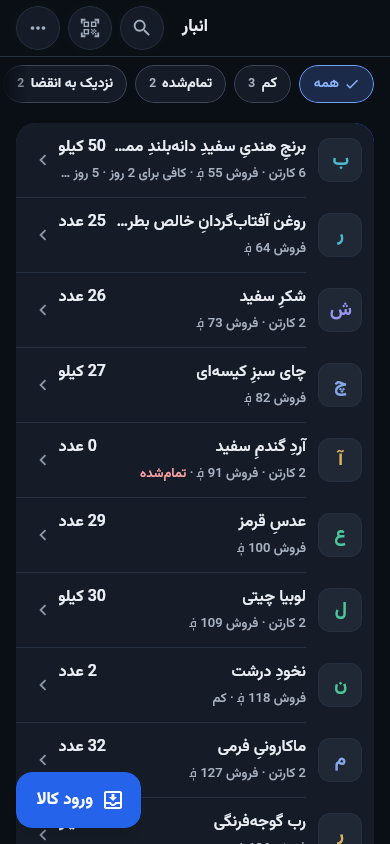 انبار
همه
کم 3
تمام‌شده 2
نزدیک به انقضا 2
ب
برنجِ هندیِ سفیدِ دانه‌بلندِ ممـ... 50 کیلو
6 کارتن · فروش 55 ؋ · کافی برای 2 روز · 5 روز ...
ر
روغن آفتاب‌گردانِ خالص بطر... 25 عدد
فروش 64 ؋
ش
شکرِ سفید 26 عدد
2 کارتن · فروش 73 ؋
چ
چای سبزِ کیسه‌ای 27 کیلو
فروش 82 ؋
آ
آردِ گندمِ سفید 0 عدد
2 کارتن · فروش 91 ؋ · تمام‌شده
ع
عدسِ قرمز 29 عدد
فروش 100 ؋
ل
لوبیا چیتی 30 کیلو
2 کارتن · فروش 109 ؋
ن
نخودِ درشت 2 عدد
فروش 118 ؋ · کم
م
ماکارونیِ فرمی 32 عدد
2 کارتن · فروش 127 ؋
ورود کالا
ر
رب گوجه‌فرنگی